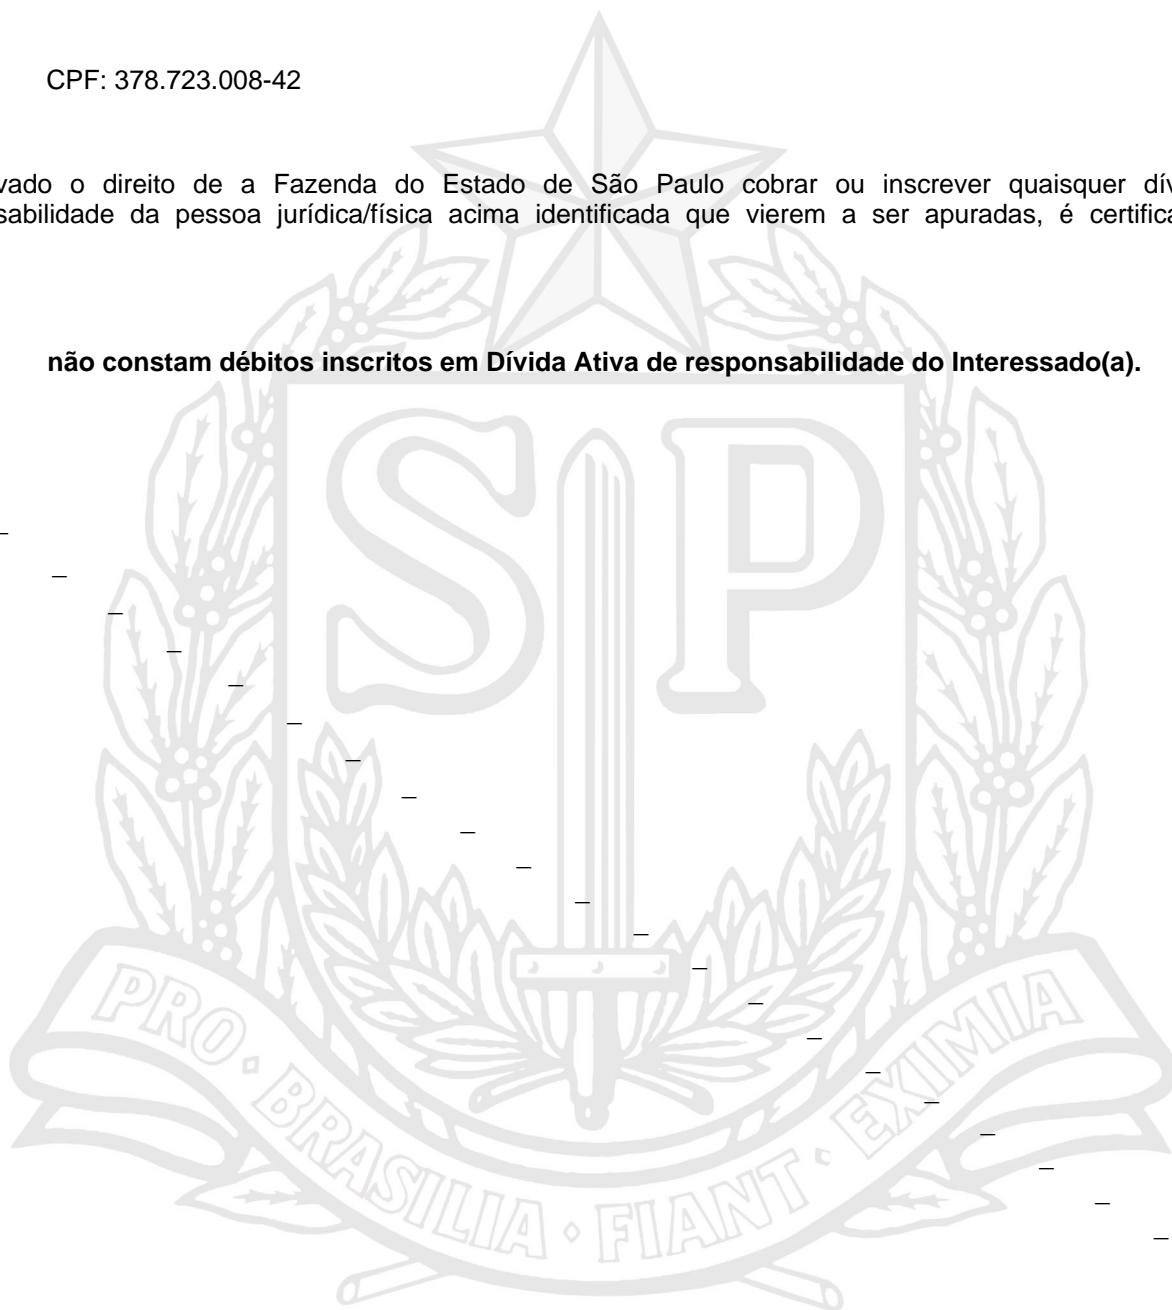 CPF: 378.723.008-42
vado o direito de a Fazenda do Estado de São Paulo cobrar ou inscrever quaisquer dív
sabilidade da pessoa jurídica/física acima identificada que vierem a ser apuradas, é certifica
não constam débitos inscritos em Dívida Ativa de responsabilidade do Interessado(a).
SP
PRO · BRASILIA · FIANT · EXIMIA